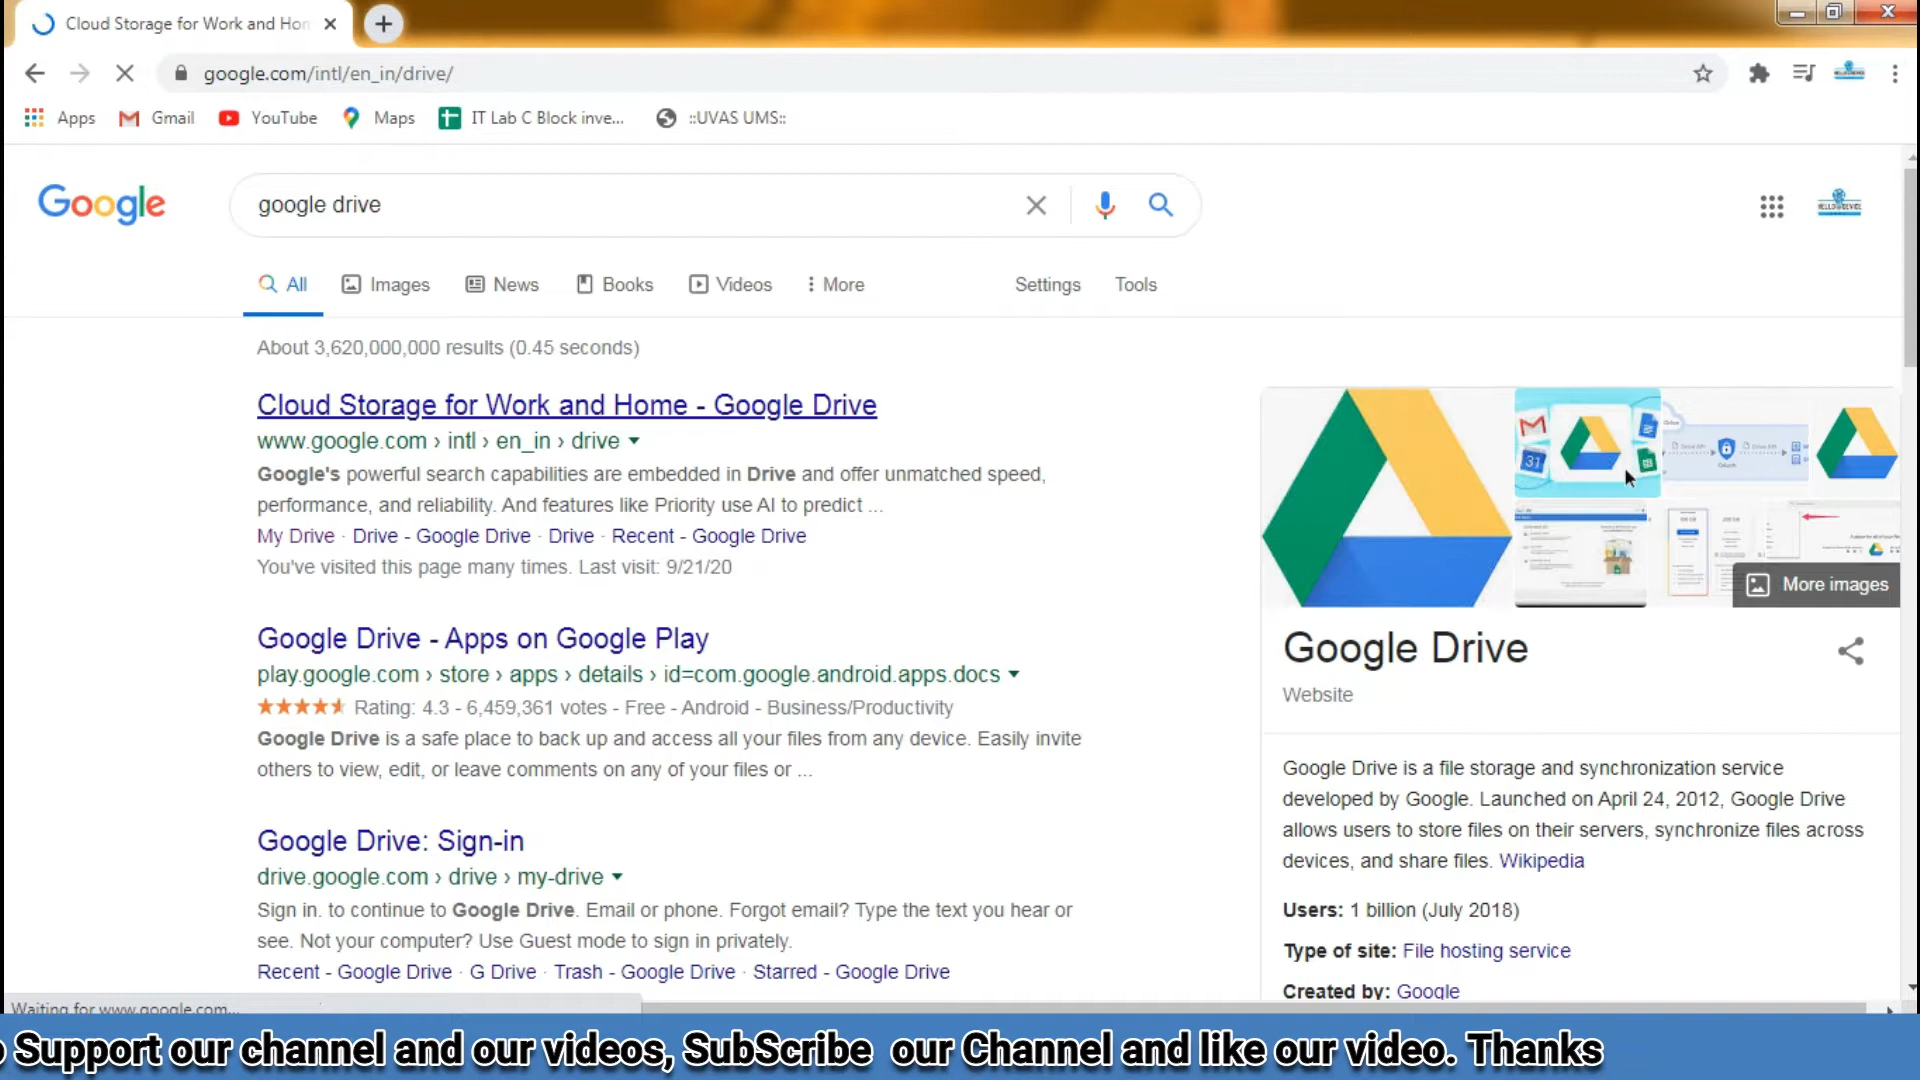 Cloud Storage for Work and Hon
google.com/intl/en_in/drive/
Apps Gmail YouTube Maps IT Lab C Block inve... ::UVAS UMS::
Google google drive HELLO DEVICE
All Images News Books Videos More Settings Tools
About 3,620,000,000 results (0.45 seconds)
Cloud Storage for Work and Home - Google Drive
www.google.com › intl › en_in › drive
Google's powerful search capabilities are embedded in Drive and offer unmatched speed,
performance, and reliability. And features like Priority use AI to predict ...
My Drive · Drive - Google Drive · Drive · Recent - Google Drive
You've visited this page many times. Last visit: 9/21/20
Google Drive - Apps on Google Play
play.google.com › store › apps › details › id=com.google.android.apps.docs
Rating: 4.3 - 6,459,361 votes - Free - Android - Business/Productivity
Google Drive is a safe place to back up and access all your files from any device. Easily invite
others to view, edit, or leave comments on any of your files or ...
Google Drive: Sign-in
drive.google.com › drive › my-drive
Sign in. to continue to Google Drive. Email or phone. Forgot email? Type the text you hear or
see. Not your computer? Use Guest mode to sign in privately.
Recent - Google Drive · G Drive · Trash - Google Drive · Starred - Google Drive
31
More images
Google Drive
Website
Google Drive is a file storage and synchronization service
developed by Google. Launched on April 24, 2012, Google Drive
allows users to store files on their servers, synchronize files across
devices, and share files. Wikipedia
Users: 1 billion (July 2018)
Type of site: File hosting service
Created by: Google
Waiting for www.google.com...
Support our channel and our videos, SubScribe our Channel and like our video. Thanks